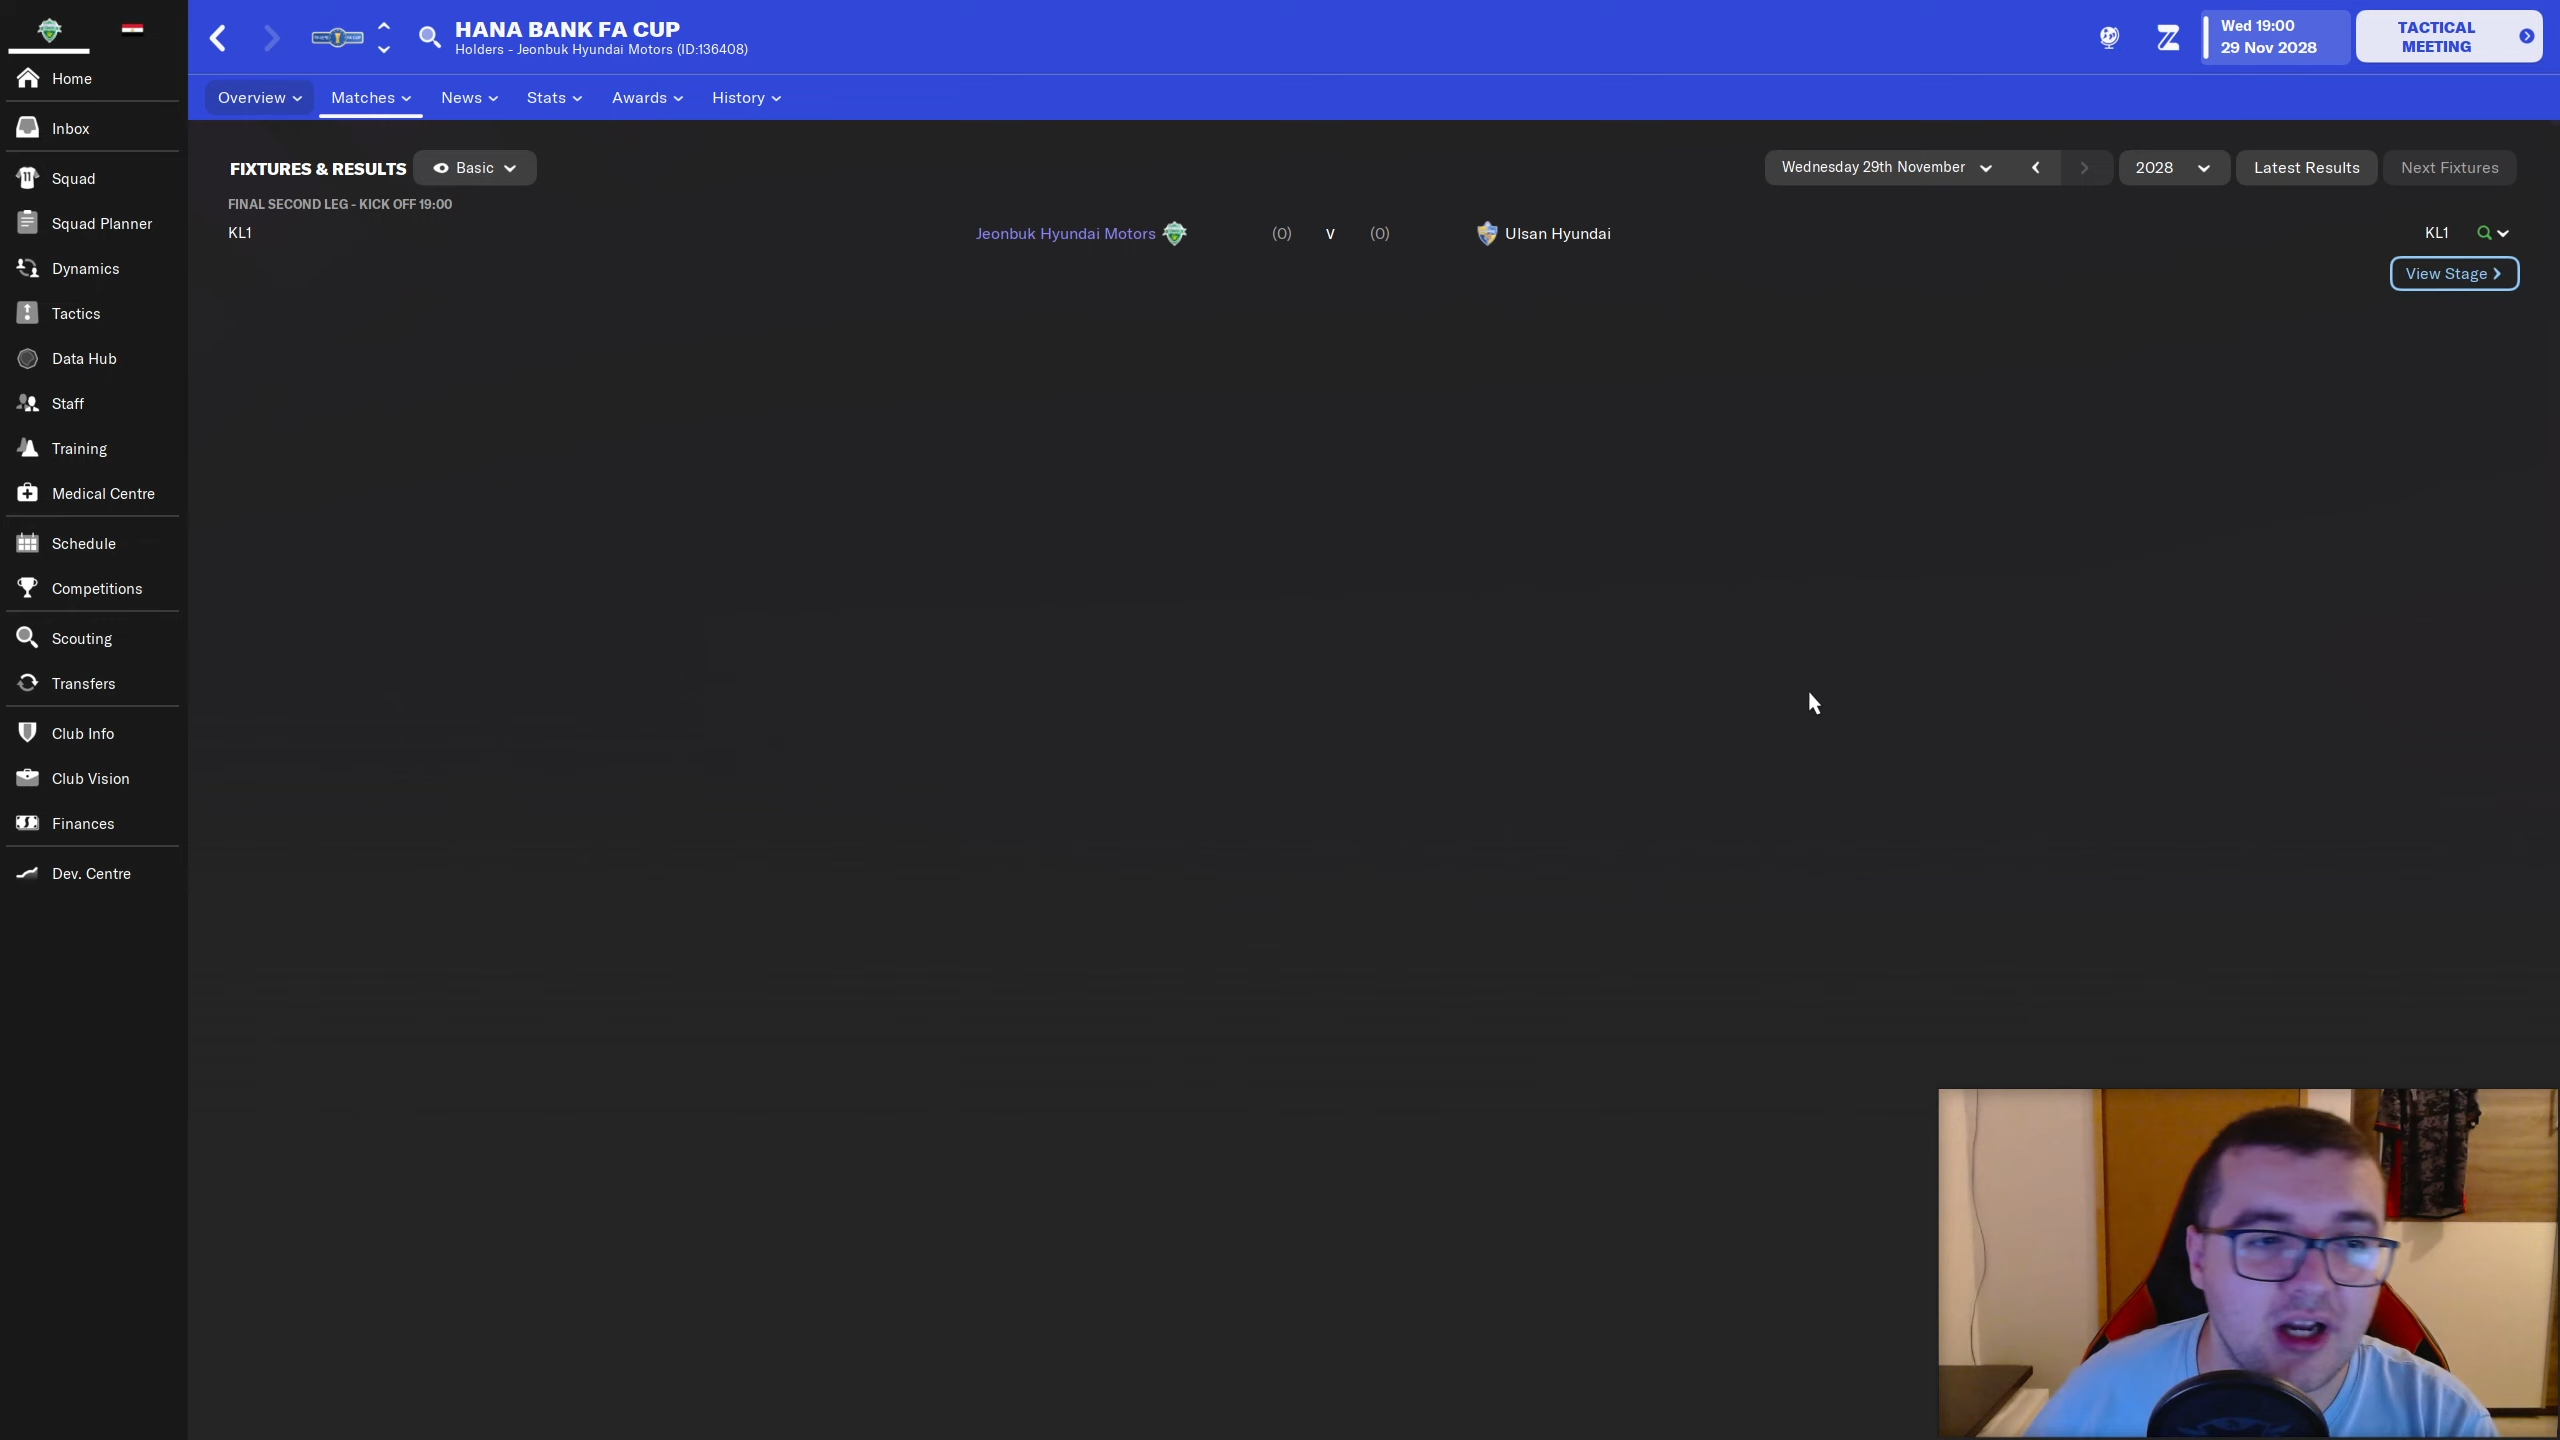 HANA BANK FA CUP
Holders - Jeonbuk Hyundai Motors (ID:136408)
Wed 19:00
29 Nov 2028
TACTICAL
MEETING
Overview
Matches
News
Stats
Awards
History
Home
Inbox
Squad
Squad Planner
Dynamics
Tactics
Data Hub
Staff
Training
Medical Centre
Schedule
Competitions
Scouting
Transfers
Club Info
Club Vision
Finances
Dev. Centre
FIXTURES & RESULTS
Basic
Wednesday 29th November
2028
Latest Results
Next Fixtures
FINAL SECOND LEG - KICK OFF 19:00
KL1 Jeonbuk Hyundai Motors (0) v (0) Ulsan Hyundai KL1
View Stage